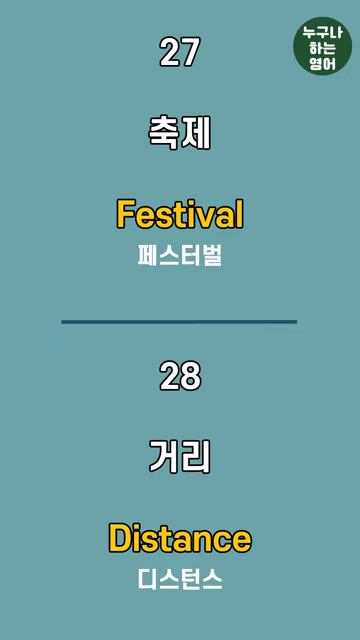 누구나
하는
영어
27
축제
Festival
페스터벌
28
거리
Distance
디스턴스